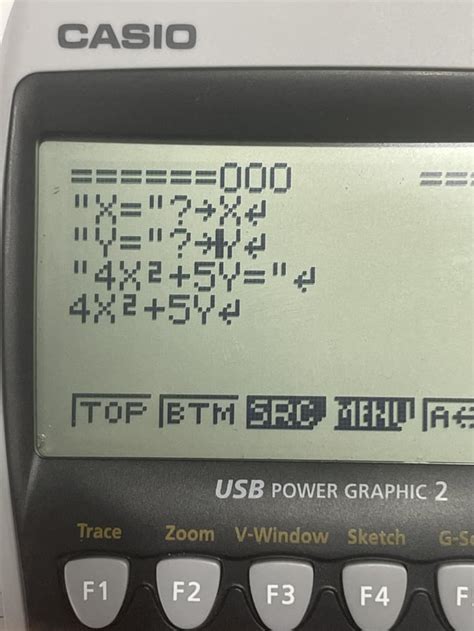 CASIO
======000 ==
"X="?→X↵
"Y="?→Y↵
"4X²+5Y="↵
4X²+5Y↵
TOP BTM SRC MENU A↔
USB POWER GRAPHIC 2
Trace Zoom V-Window Sketch G-S
F1 F2 F3 F4 F